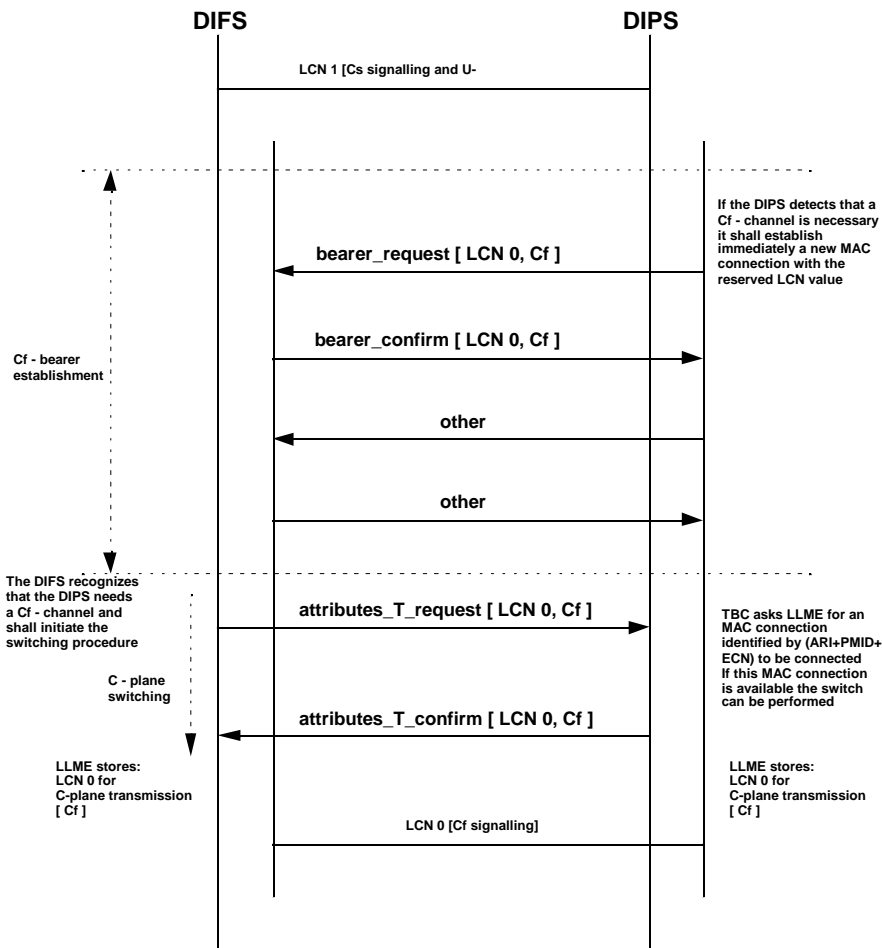 DIFS DIPS
LCN 1 [Cs signalling and U-
If the DIPS detects that a
Cf - channel is necessary
it shall establish
immediately a new MAC
connection with the
reserved LCN value
bearer_request [ LCN 0, Cf ]
bearer_confirm [ LCN 0, Cf ]
Cf - bearer
establishment
other
other
The DIFS recognizes
that the DIPS needs
a Cf - channel and
shall initiate the
switching procedure
attributes_T_request [ LCN 0, Cf ]
TBC asks LLME for an
MAC connection
identified by (ARI+PMID+
ECN) to be connected
If this MAC connection
is available the switch
can be performed
C - plane
switching
attributes_T_confirm [ LCN 0, Cf ]
LLME stores:
LCN 0 for
C-plane transmission
[ Cf ]
LLME stores:
LCN 0 for
C-plane transmission
[ Cf ]
LCN 0 [Cf signalling]